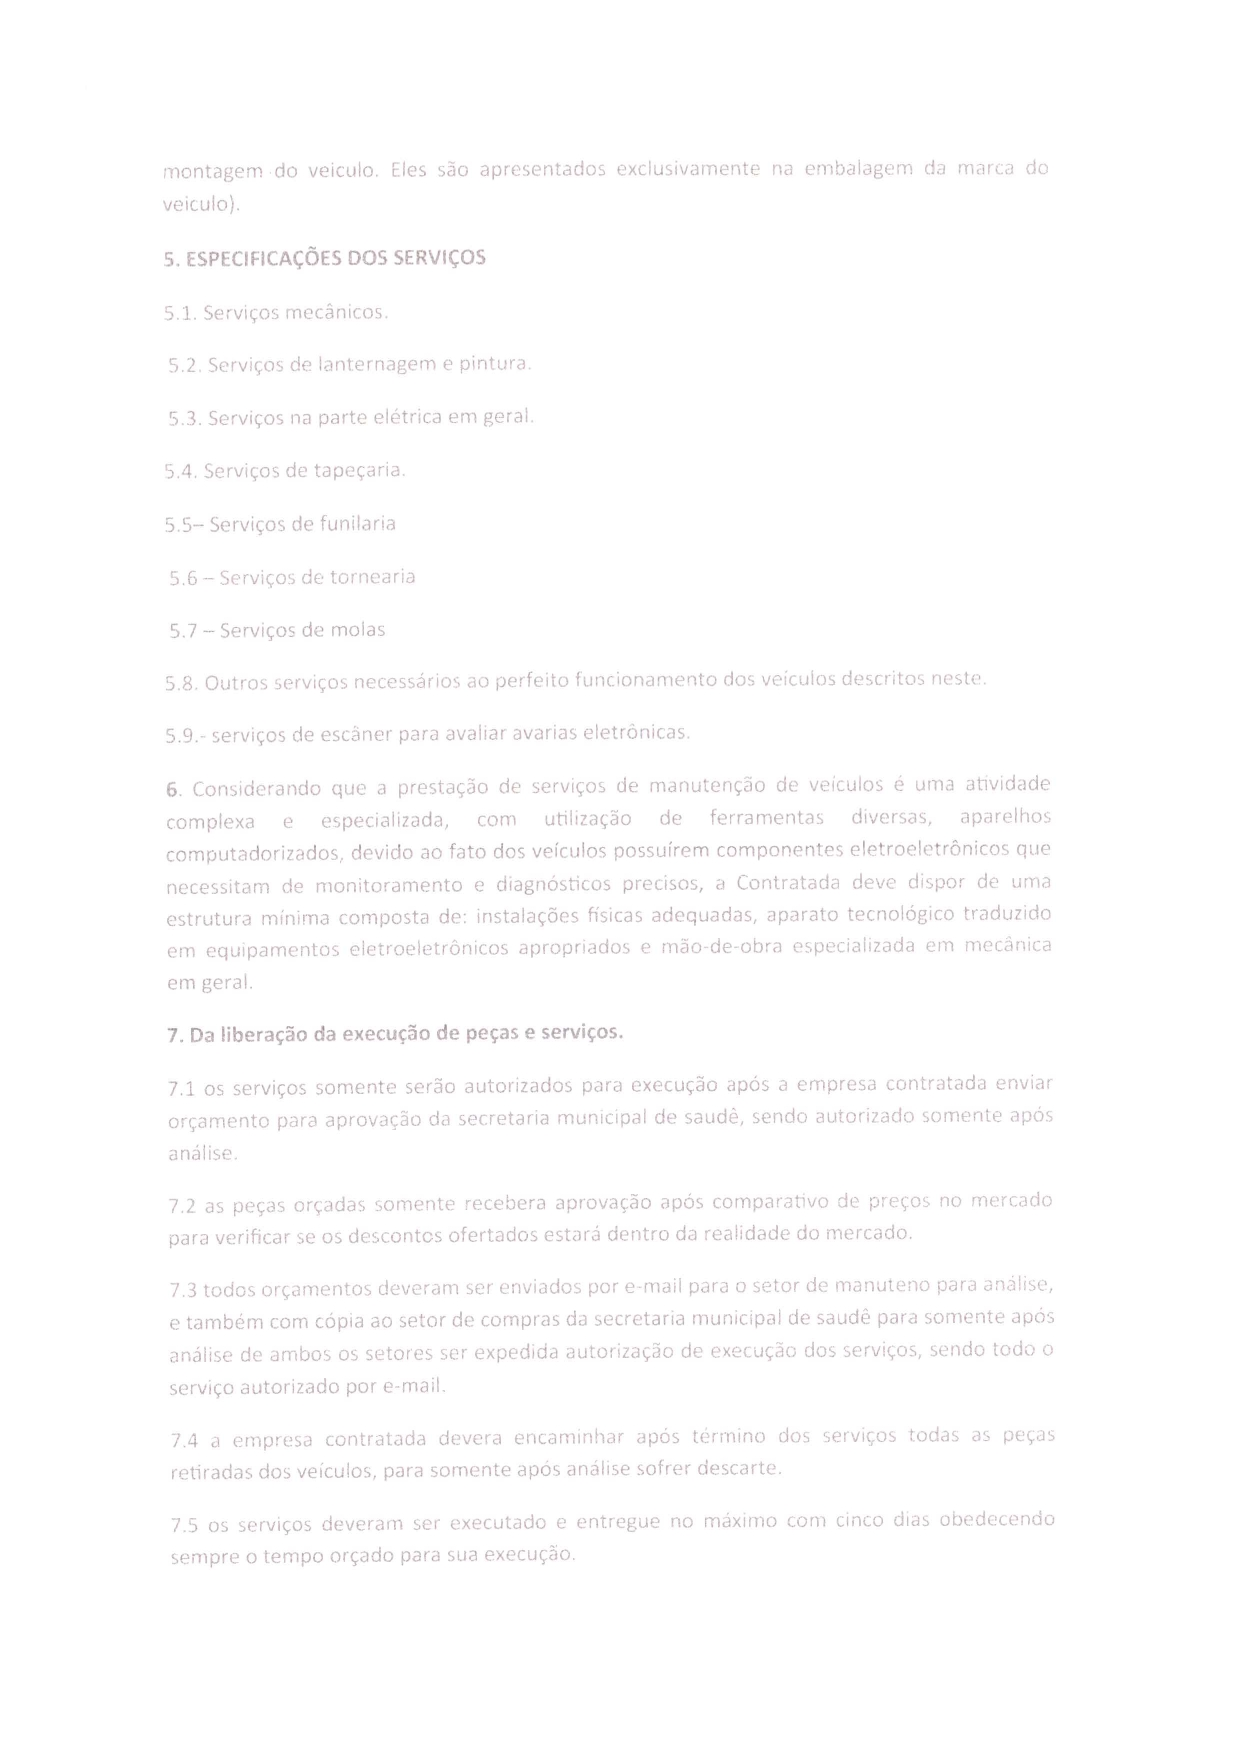 montagem do veiculo. Eles são apresentados exclusivamente na embalagem da marca do
veiculo).
5. ESPECIFICAÇÕES DOS SERVIÇOS
5.1. Serviços mecânicos.
5.2. Serviços de lanternagem e pintura.
5.3. Serviços na parte elétrica em geral.
5.4. Serviços de tapeçaria.
5.5– Serviços de funilaria
5.6 – Serviços de tornearia
5.7 – Serviços de molas
5.8. Outros serviços necessários ao perfeito funcionamento dos veículos descritos neste.
5.9.- serviços de escâner para avaliar avarias eletrônicas.
6. Considerando que a prestação de serviços de manutenção de veículos é uma atividade
complexa e especializada, com utilização de ferramentas diversas, aparelhos
computadorizados, devido ao fato dos veículos possuírem componentes eletroeletrônicos que
necessitam de monitoramento e diagnósticos precisos, a Contratada deve dispor de uma
estrutura mínima composta de: instalações físicas adequadas, aparato tecnológico traduzido
em equipamentos eletroeletrônicos apropriados e mão-de-obra especializada em mecânica
em geral.
7. Da liberação da execução de peças e serviços.
7.1 os serviços somente serão autorizados para execução após a empresa contratada enviar
orçamento para aprovação da secretaria municipal de saudê, sendo autorizado somente após
análise.
7.2 as peças orçadas somente recebera aprovação após comparativo de preços no mercado
para verificar se os descontos ofertados estará dentro da realidade do mercado.
7.3 todos orçamentos deveram ser enviados por e-mail para o setor de manuteno para análise,
e também com cópia ao setor de compras da secretaria municipal de saudê para somente após
análise de ambos os setores ser expedida autorização de execução dos serviços, sendo todo o
serviço autorizado por e-mail.
7.4 a empresa contratada devera encaminhar após término dos serviços todas as peças
retiradas dos veículos, para somente após análise sofrer descarte.
7.5 os serviços deveram ser executado e entregue no máximo com cinco dias obedecendo
sempre o tempo orçado para sua execução.